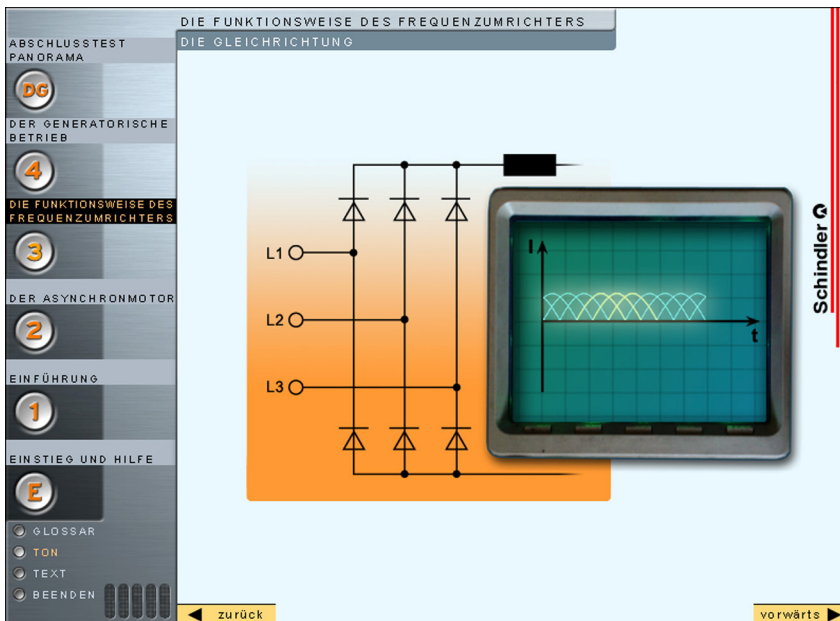 DIE FUNKTIONSWEISE DES FREQUENZUMRICHTERS
DIE GLEICHRICHTUNG
ABSCHLUSSTEST
PANORAMA
DG
DER GENERATORISCHE
BETRIEB
4
DIE FUNKTIONSWEISE DES
FREQUENZUMRICHTERS
3
DER ASYNCHRONMOTOR
2
EINFÜHRUNG
1
EINSTIEG UND HILFE
E
GLOSSAR
TON
TEXT
BEENDEN
L1
L2
L3
I
t
Schindler
zurück
vorwärts